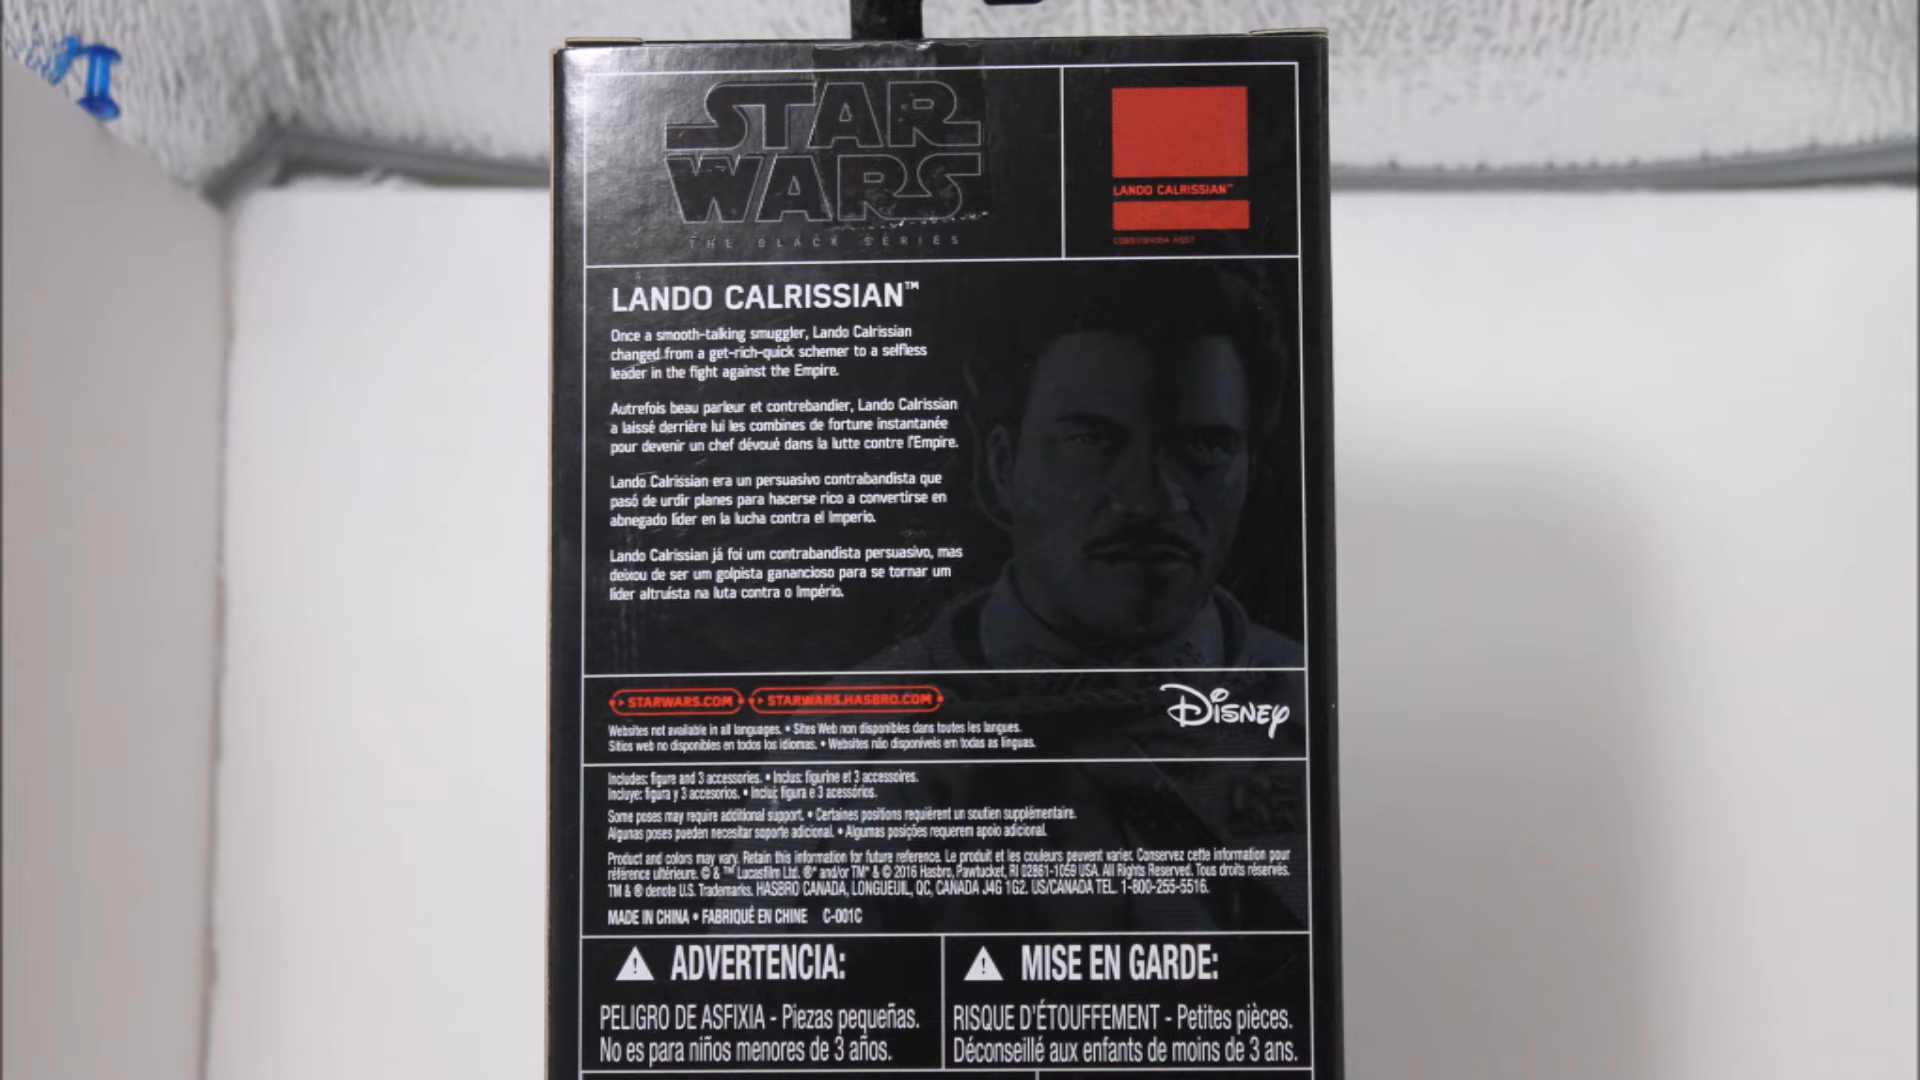 STAR
WARS
THE BLACK SERIES
LANDO CALRISSIAN™
LANDO CALRISSIAN™
Once a smooth-talking smuggler, Lando Calrissian
changed from a get-rich-quick schemer to a selfless
leader in the fight against the Empire.
Autrefois beau parleur et contrebandier, Lando Calrissian
a laissé derrière lui les combines de fortune instantanée
pour devenir un chef dévoué dans la lutte contre l'Empire.
Lando Calrissian era un persuasivo contrabandista que
pasó de urdir planes para hacerse rico a convertirse en
abnegado líder en la lucha contra el Imperio.
Lando Calrissian já foi um contrabandista persuasivo, mas
deixou de ser um golpista ganancioso para se tornar um
líder altruísta na luta contra o Império.
STARWARS.COM STARWARS.HASBRO.COM
Disney
Websites not available in all languages. • Sites Web non disponibles dans toutes les langues.
Sitios web no disponibles en todos los idiomas. • Websites não disponíveis em todas as línguas.
Includes: figure and 3 accessories. • Inclus: figurine et 3 accessoires.
Incluye: figura y 3 accesorios. • Inclui: figura e 3 acessórios.
Some poses may require additional support. • Certaines positions requièrent un soutien supplémentaire.
Algunas poses pueden necesitar soporte adicional. • Algumas posições requerem apoio adicional.
Product and colors may vary. Retain this information for future reference. Le produit et les couleurs peuvent varier. Conservez cette information pour
référence ultérieure. © & ™ Lucasfilm Ltd. ®* and/or TM* & © 2016 Hasbro, Pawtucket, RI 02861-1059 USA. All Rights Reserved. Tous droits réservés.
TM & ® denote U.S. Trademarks. HASBRO CANADA, LONGUEUIL, QC, CANADA J4G 1G2. US/CANADA TEL. 1-800-255-5516.
MADE IN CHINA • FABRIQUÉ EN CHINE C-001C
ADVERTENCIA:
PELIGRO DE ASFIXIA - Piezas pequeñas.
No es para niños menores de 3 años.
MISE EN GARDE:
RISQUE D'ÉTOUFFEMENT - Petites pièces.
Déconseillé aux enfants de moins de 3 ans.